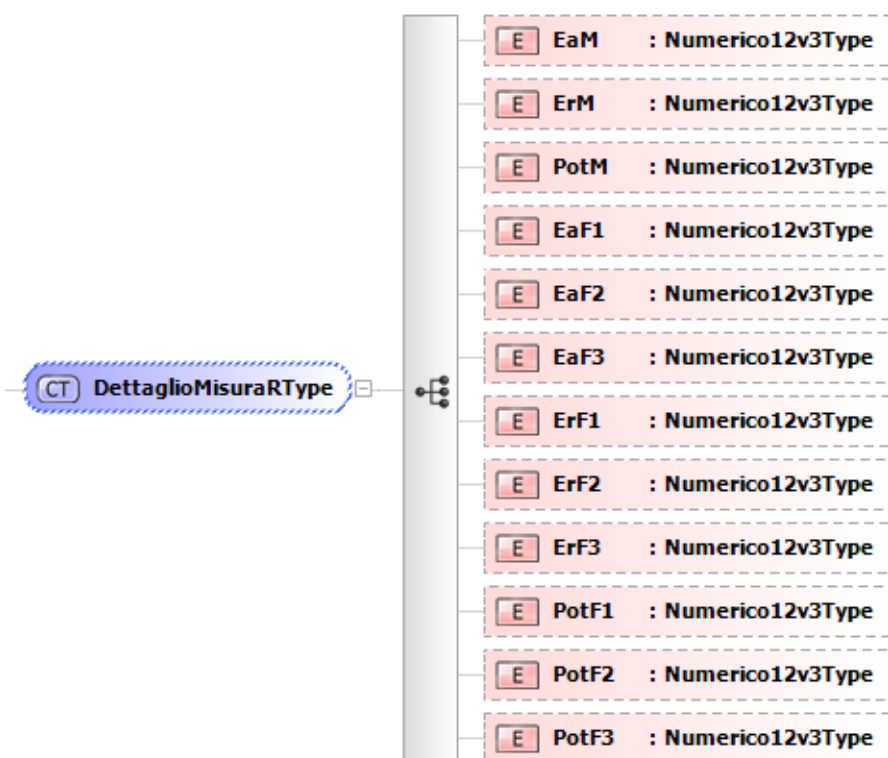 E EaM : Numerico12v3Type
E ErM : Numerico12v3Type
E PotM : Numerico12v3Type
E EaF1 : Numerico12v3Type
E EaF2 : Numerico12v3Type
E EaF3 : Numerico12v3Type
CT DettaglioMisuraRType
E ErF1 : Numerico12v3Type
E ErF2 : Numerico12v3Type
E ErF3 : Numerico12v3Type
E PotF1 : Numerico12v3Type
E PotF2 : Numerico12v3Type
E PotF3 : Numerico12v3Type